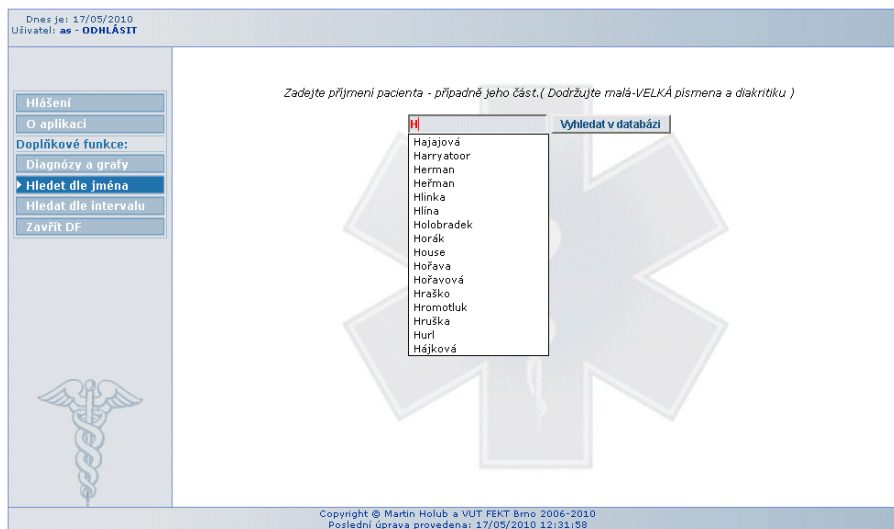 Dnes je: 17/05/2010
Uživatel: as - ODHLÁSIT
Hlášení
O aplikaci
Doplňkové funkce:
Diagnózy a grafy
Hledet dle jména
Hledat dle intervalu
Zavřít DF
Zadejte příjmení pacienta - případně jeho část.( Dodržujte malá-VELKÁ písmena a diakritiku )
H
Vyhledat v databázi
Hajajová
Harryatoor
Herman
Heřman
Hlinka
Hlína
Holobradek
Horák
House
Hořava
Hořavová
Hraško
Hromotluk
Hruška
Hurl
Hájková
Copyright © Martin Holub a VUT FEKT Brno 2006-2010
Poslední úprava provedena: 17/05/2010 12:31:58